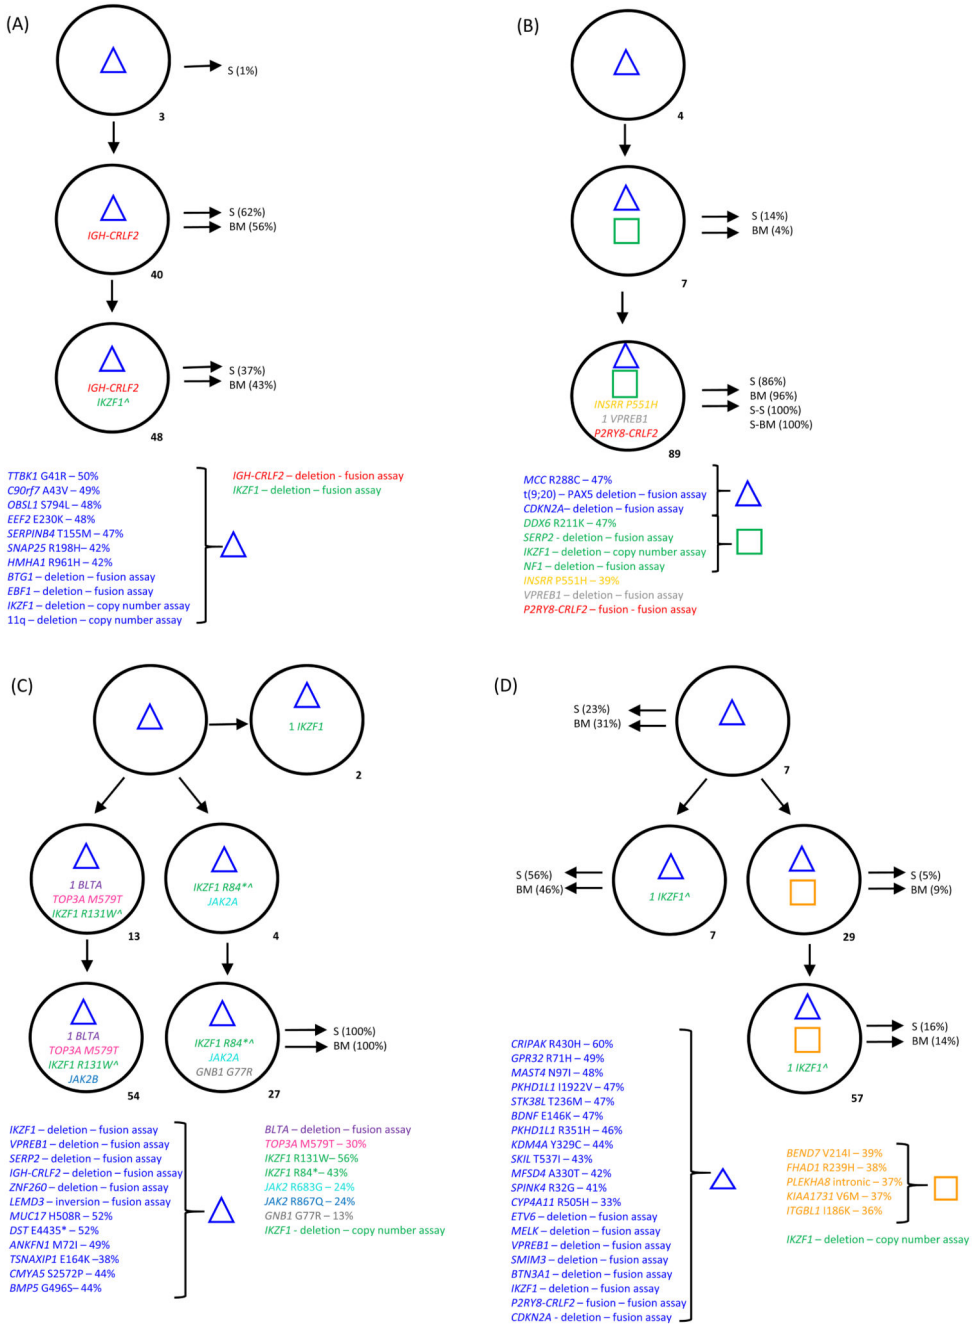 (A)
S (1%)
3
IGH-CRLF2
S (62%)
BM (56%)
40
IGH-CRLF2
IKZF1^
S (37%)
BM (43%)
48
TTBK1 G41R – 50%
C90rf7 A43V – 49%
OBSL1 S794L – 48%
EEF2 E230K – 48%
SERPINB4 T155M – 47%
SNAP25 R198H – 42%
HMHA1 R961H – 42%
BTG1 – deletion – fusion assay
EBF1 – deletion – fusion assay
IKZF1 – deletion – copy number assay
11q – deletion – copy number assay
IGH-CRLF2 – deletion - fusion assay
IKZF1 – deletion – fusion assay
(B)
4
S (14%)
BM (4%)
7
INSRR P551H
1 VPREB1
P2RY8-CRLF2
S (86%)
BM (96%)
S-S (100%)
S-BM (100%)
89
MCC R288C – 47%
t(9;20) – PAX5 deletion – fusion assay
CDKN2A – deletion – fusion assay
DDX6 R211K – 47%
SERP2 - deletion – fusion assay
IKZF1 – deletion – copy number assay
NF1 – deletion – fusion assay
INSRR P551H – 39%
VPREB1 – deletion – fusion assay
P2RY8-CRLF2 – fusion - fusion assay
(C)
1 IKZF1
2
1 BLTA
TOP3A M579T
IKZF1 R131W^
13
IKZF1 R84*^
JAK2A
4
1 BLTA
TOP3A M579T
IKZF1 R131W^
JAK2B
54
IKZF1 R84*^
JAK2A
GNB1 G77R
27
S (100%)
BM (100%)
IKZF1 – deletion – fusion assay
VPREB1 – deletion – fusion assay
SERP2 – deletion – fusion assay
IGH-CRLF2 – deletion – fusion assay
ZNF260 – deletion – fusion assay
LEMD3 – inversion – fusion assay
MUC17 H508R – 52%
DST E4435* – 52%
ANKFN1 M72I – 49%
TSNAXIP1 E164K –38%
CMYA5 S2572P – 44%
BMP5 G496S– 44%
BLTA – deletion – fusion assay
TOP3A M579T – 30%
IKZF1 R131W – 56%
IKZF1 R84* – 43%
JAK2 R683G – 24%
JAK2 R867Q – 24%
GNB1 G77R – 13%
IKZF1 - deletion – copy number assay
(D)
S (23%)
BM (31%)
7
S (56%)
BM (46%)
1 IKZF1^
7
S (5%)
BM (9%)
29
1 IKZF1^
S (16%)
BM (14%)
57
CRIPAK R430H – 60%
GPR32 R71H – 49%
MAST4 N97I – 48%
PKHD1L1 I1922V – 47%
STK38L T236M – 47%
BDNF E146K – 47%
PKHD1L1 R351H – 46%
KDM4A Y329C – 44%
SKIL T537I – 43%
MFSD4 A330T – 42%
SPINK4 R32G – 41%
CYP4A11 R505H – 33%
ETV6 – deletion – fusion assay
MELK – deletion – fusion assay
VPREB1 – deletion – fusion assay
SMIM3 – deletion – fusion assay
BTN3A1 – deletion – fusion assay
IKZF1 – deletion – fusion assay
P2RY8-CRLF2 – fusion – fusion assay
CDKN2A - deletion – fusion assay
BEND7 V214I – 39%
FHAD1 R239H – 38%
PLEKHA8 intronic – 37%
KIAA1731 V6M – 37%
ITGBL1 I186K – 36%
IKZF1 – deletion – copy number assay